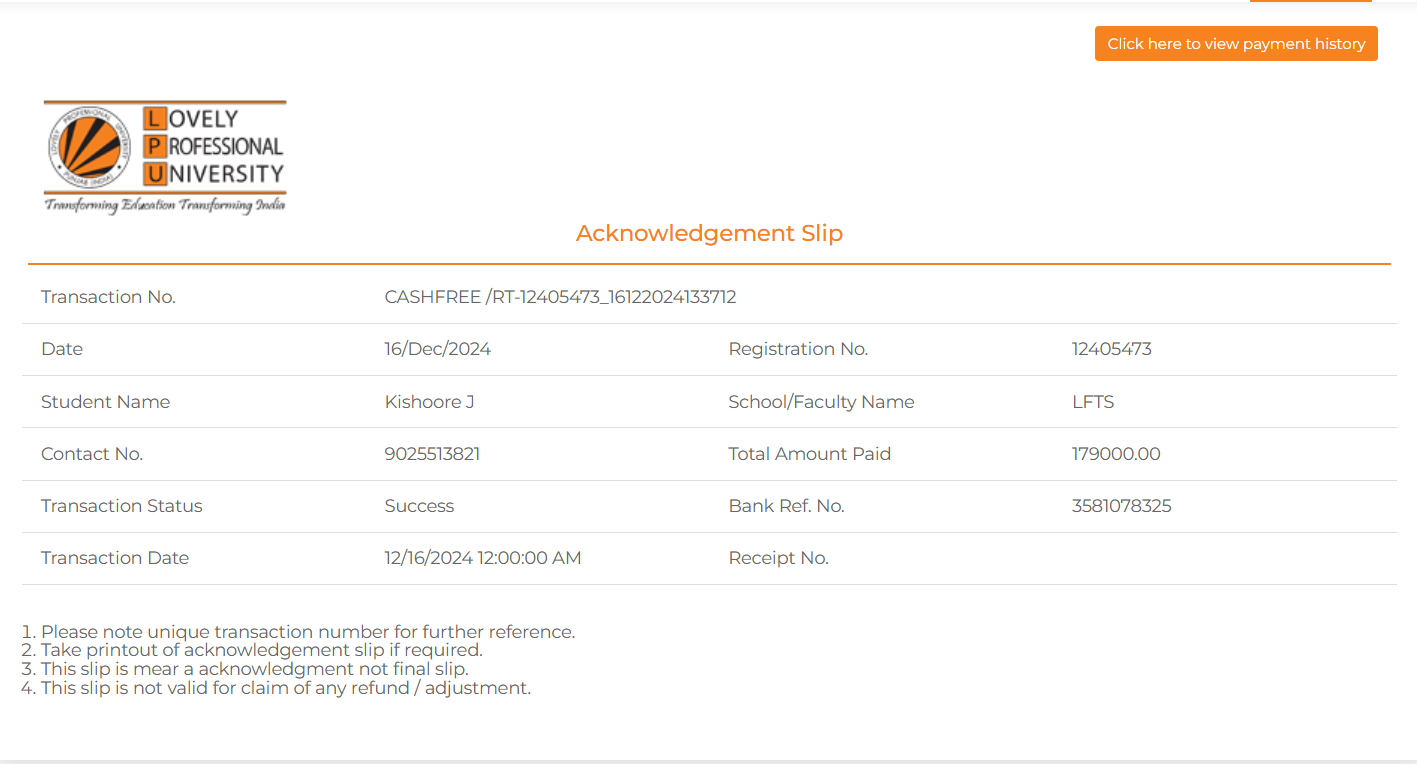 Click here to view payment history
LOVELY
PROFESSIONAL
UNIVERSITY
Transforming Education Transforming India
Acknowledgement Slip
Transaction No. CASHFREE /RT-12405473_16122024133712
Date 16/Dec/2024 Registration No. 12405473
Student Name Kishoore J School/Faculty Name LFTS
Contact No. 9025513821 Total Amount Paid 179000.00
Transaction Status Success Bank Ref. No. 3581078325
Transaction Date 12/16/2024 12:00:00 AM Receipt No.
1. Please note unique transaction number for further reference.
2. Take printout of acknowledgement slip if required.
3. This slip is mear a acknowledgment not final slip.
4. This slip is not valid for claim of any refund / adjustment.